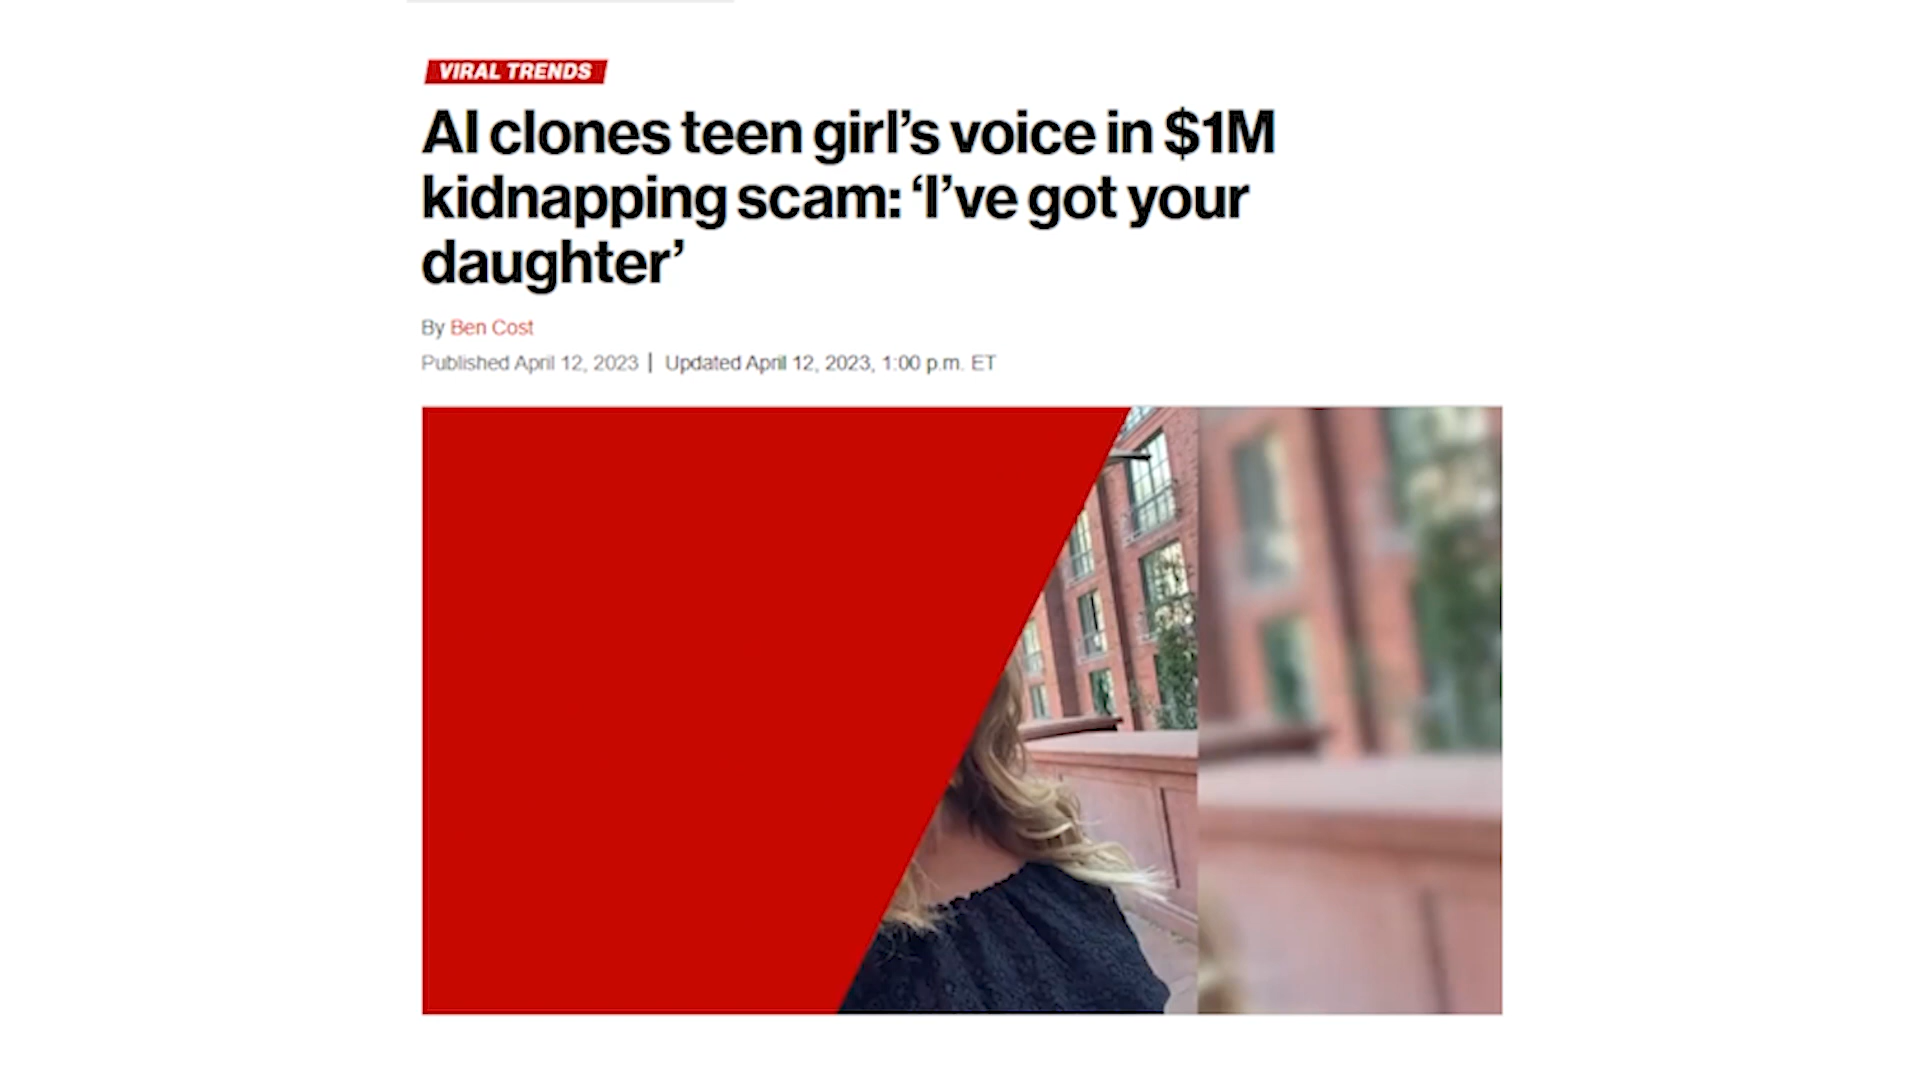 VIRAL TRENDS
AI clones teen girl’s voice in $1M
kidnapping scam: ‘I’ve got your
daughter’
By Ben Cost
Published April 12, 2023 | Updated April 12, 2023, 1:00 p.m. ET